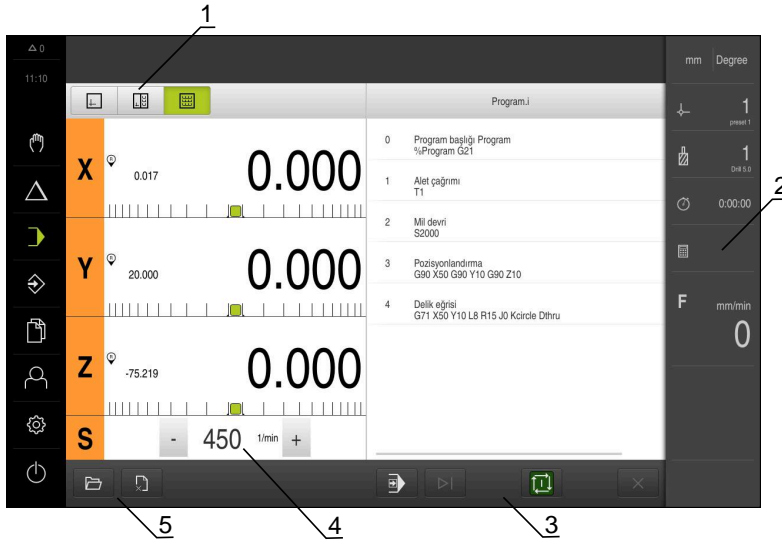 1
0
11:10
mm Degree
Program.i
1
preset 1
1
Drill 5.0
2
0:00:00
F mm/min
0
X R 0.017 0.000
Y R 20.000 0.000
Z R -75.219 0.000
S - 450 1/min +
0 Program başlığı Program
%Program G21
1 Alet çağrımı
T1
2 Mil devri
S2000
3 Pozisyonlandırma
G90 X50 G90 Y10 G90 Z10
4 Delik eğrisi
G71 X50 Y10 L8 R15 J0 Kcircle Dthru
5
4
3